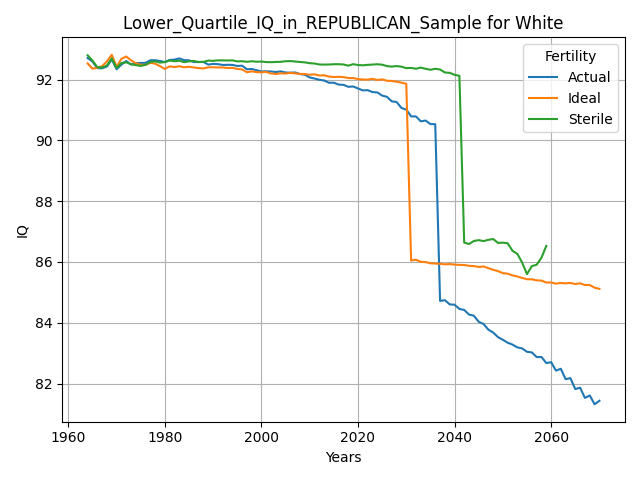 Lower_Quartile_IQ_in_REPUBLICAN_Sample for White
Fertility
Actual
Ideal
Sterile
92
90
88
86
84
82
IQ
1960
1980
2000
2020
2040
2060
Years